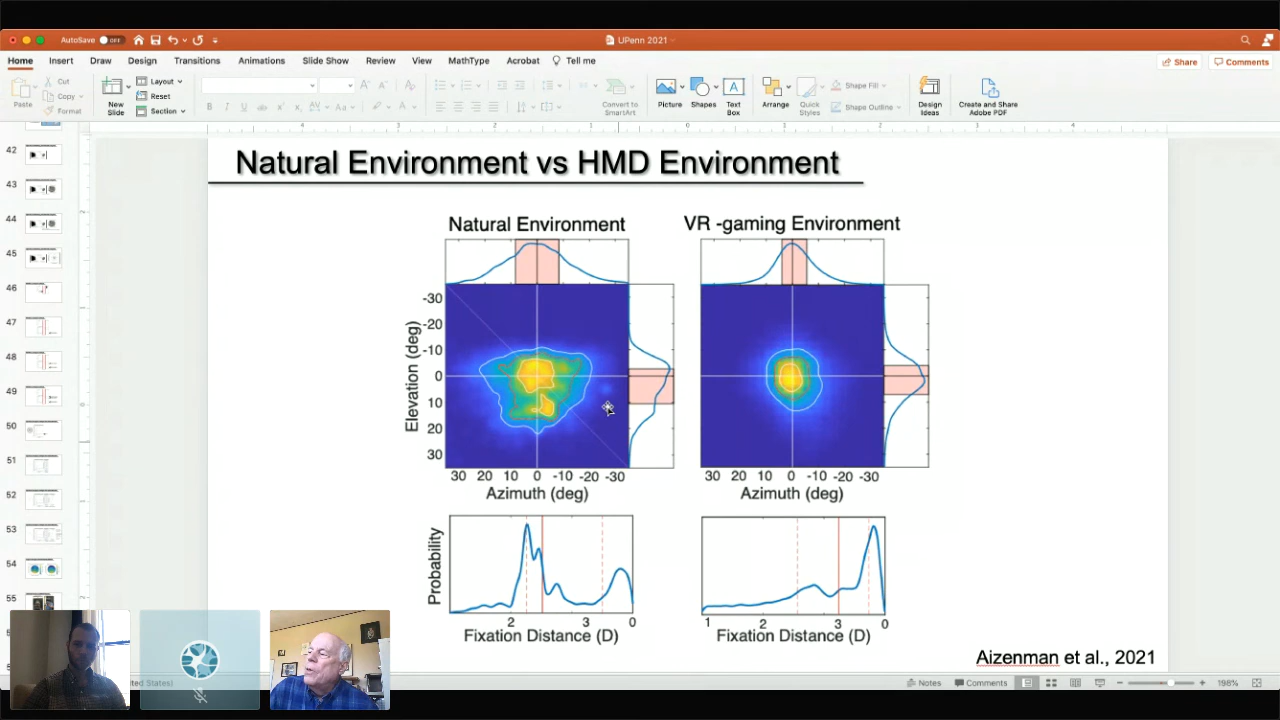 AutoSave OFF
UPenn 2021
Home Insert Draw Design Transitions Animations Slide Show Review View MathType Acrobat Tell me Share Comments
Paste
Cut
Copy
Format
New Slide
Layout
Reset
Section
Convert to SmartArt
Picture
Shapes
Text Box
Arrange
Quick Styles
Shape Fill
Shape Outline
Design Ideas
Create and Share Adobe PDF
42
43
44
45
46
47
48
49
50
51
52
53
54
55
Natural Environment vs HMD Environment
Natural Environment
VR -gaming Environment
Elevation (deg)
-30
-20
-10
0
10
20
30
30 20 10 0 -10 -20 -30
Azimuth (deg)
30 20 10 0 -10 -20 -30
Azimuth (deg)
Probability
2 3 0
Fixation Distance (D)
1 2 3 0
Fixation Distance (D)
Aizenman et al., 2021
ted States)
Notes
Comments
198%